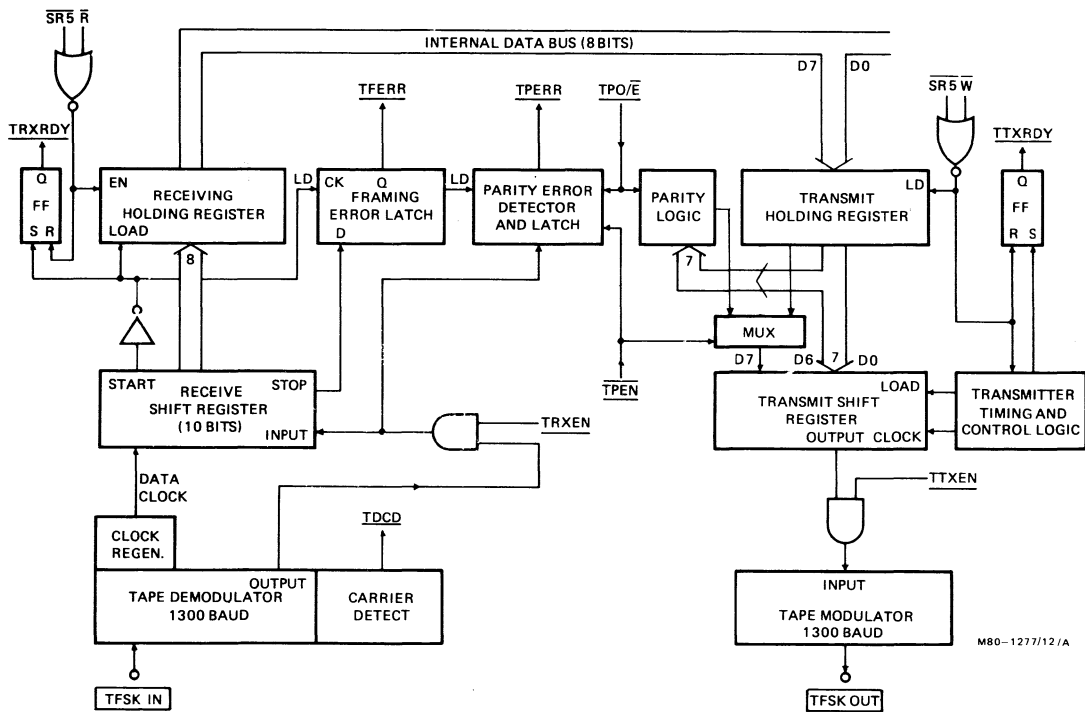 SR5 R
INTERNAL DATA BUS (8 BITS)
D7 D0
TFERR
TPERR
TPO/E
SR5 W
TRXRDY
TTXRDY
Q
FF
S R
EN
RECEIVING
HOLDING REGISTER
LOAD
LD
CK Q
FRAMING
ERROR LATCH
D
LD
PARITY ERROR
DETECTOR
AND LATCH
PARITY
LOGIC
LD
TRANSMIT
HOLDING REGISTER
Q
FF
R S
8
7
MUX
D7 D6 7 D0
TPEN
START STOP
RECEIVE
SHIFT REGISTER
(10 BITS)
INPUT
TRXEN
LOAD
TRANSMIT SHIFT
REGISTER
OUTPUT CLOCK
TRANSMITTER
TIMING AND
CONTROL LOGIC
DATA
CLOCK
TTXEN
TDCD
CLOCK
REGEN.
OUTPUT
TAPE DEMODULATOR
1300 BAUD
CARRIER
DETECT
INPUT
TAPE MODULATOR
1300 BAUD
M80-1277/12/A
TFSK IN
TFSK OUT